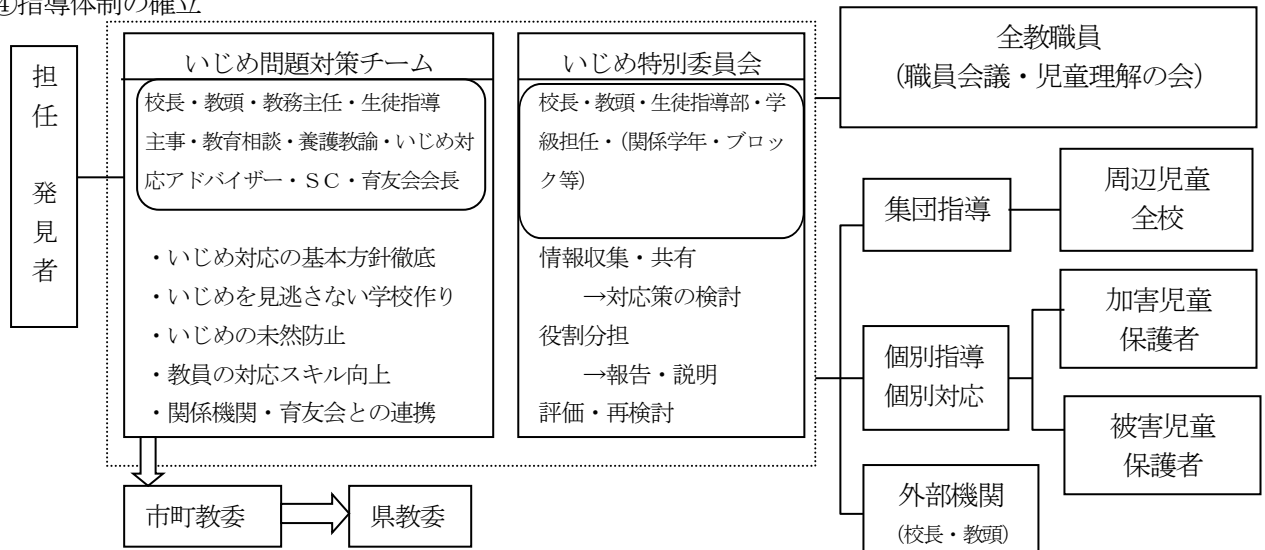 ④指導体制の確立
担任 発見者
いじめ問題対策チーム
校長・教頭・教務主任・生徒指導
主事・教育相談・養護教諭・いじめ対
応アドバイザー・ＳＣ・育友会会長
・いじめ対応の基本方針徹底
・いじめを見逃さない学校作り
・いじめの未然防止
・教員の対応スキル向上
・関係機関・育友会との連携
いじめ特別委員会
校長・教頭・生徒指導部・学
級担任・（関係学年・ブロッ
ク等）
情報収集・共有
→対応策の検討
役割分担
→報告・説明
評価・再検討
全教職員
（職員会議・児童理解の会）
集団指導
周辺児童
全校
個別指導
個別対応
加害児童
保護者
被害児童
保護者
外部機関
（校長・教頭）
市町教委
県教委